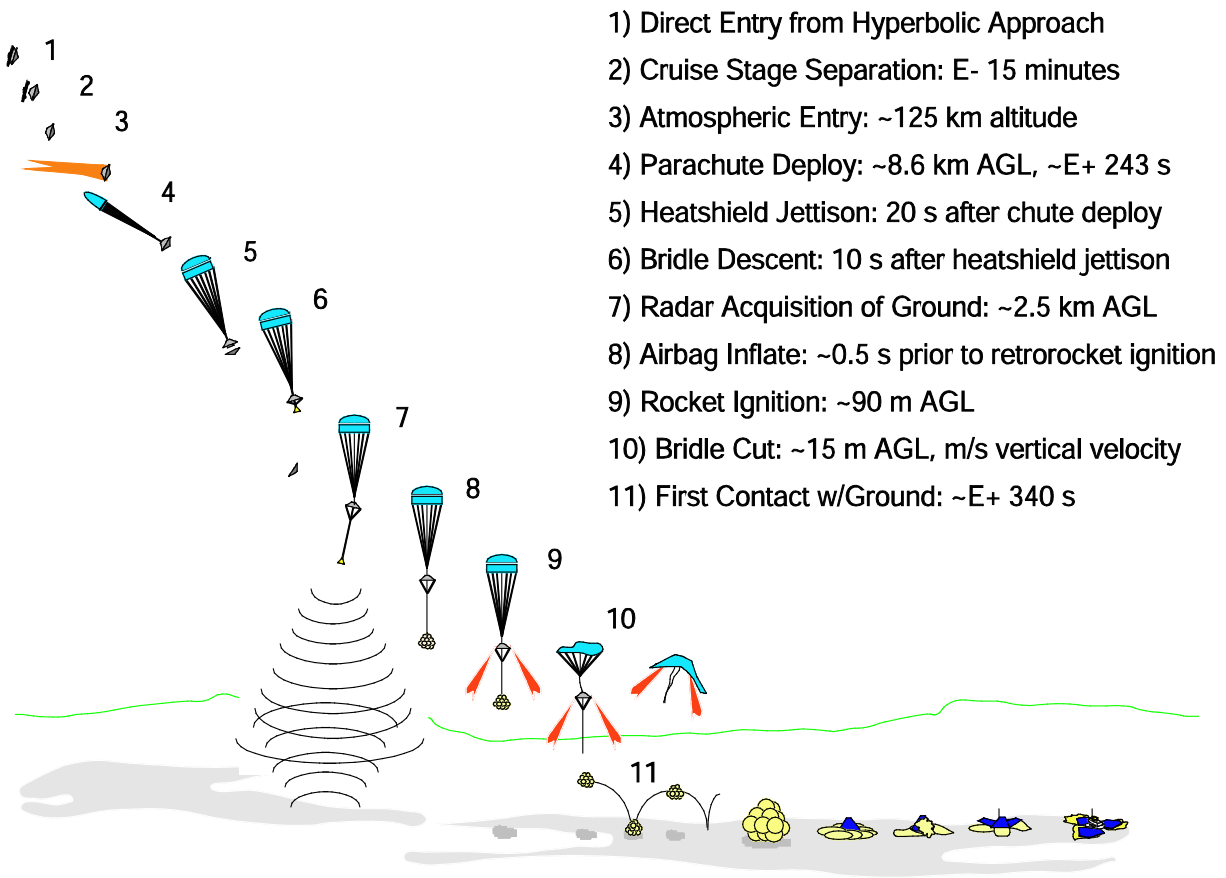 1) Direct Entry from Hyperbolic Approach
2) Cruise Stage Separation: E- 15 minutes
3) Atmospheric Entry: ~125 km altitude
4) Parachute Deploy: ~8.6 km AGL, ~E+ 243 s
5) Heatshield Jettison: 20 s after chute deploy
6) Bridle Descent: 10 s after heatshield jettison
7) Radar Acquisition of Ground: ~2.5 km AGL
8) Airbag Inflate: ~0.5 s prior to retrorocket ignition
9) Rocket Ignition: ~90 m AGL
10) Bridle Cut: ~15 m AGL, m/s vertical velocity
11) First Contact w/Ground: ~E+ 340 s
1
2
3
4
5
6
7
8
9
10
11